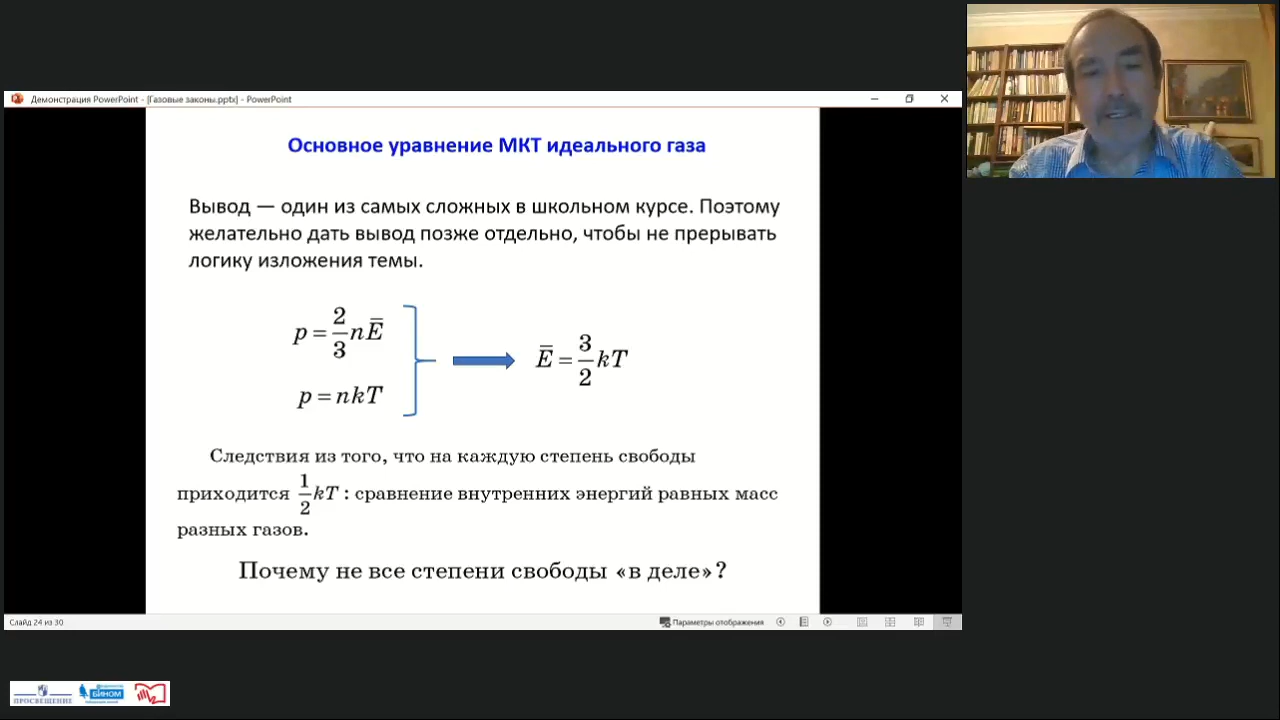 Демонстрация PowerPoint - [Газовые законы.pptx] - PowerPoint
Основное уравнение МКТ идеального газа
Вывод — один из самых сложных в школьном курсе. Поэтому
желательно дать вывод позже отдельно, чтобы не прерывать
логику изложения темы.
p = 2/3 nE̅
p = nkT
E̅ = 3/2 kT
Следствия из того, что на каждую степень свободы
приходится 1/2 kT : сравнение внутренних энергий равных масс
разных газов.
Почему не все степени свободы «в деле»?
Слайд 24 из 30
Параметры отображения
ПРОСВЕЩЕНИЕ
БИНОМ